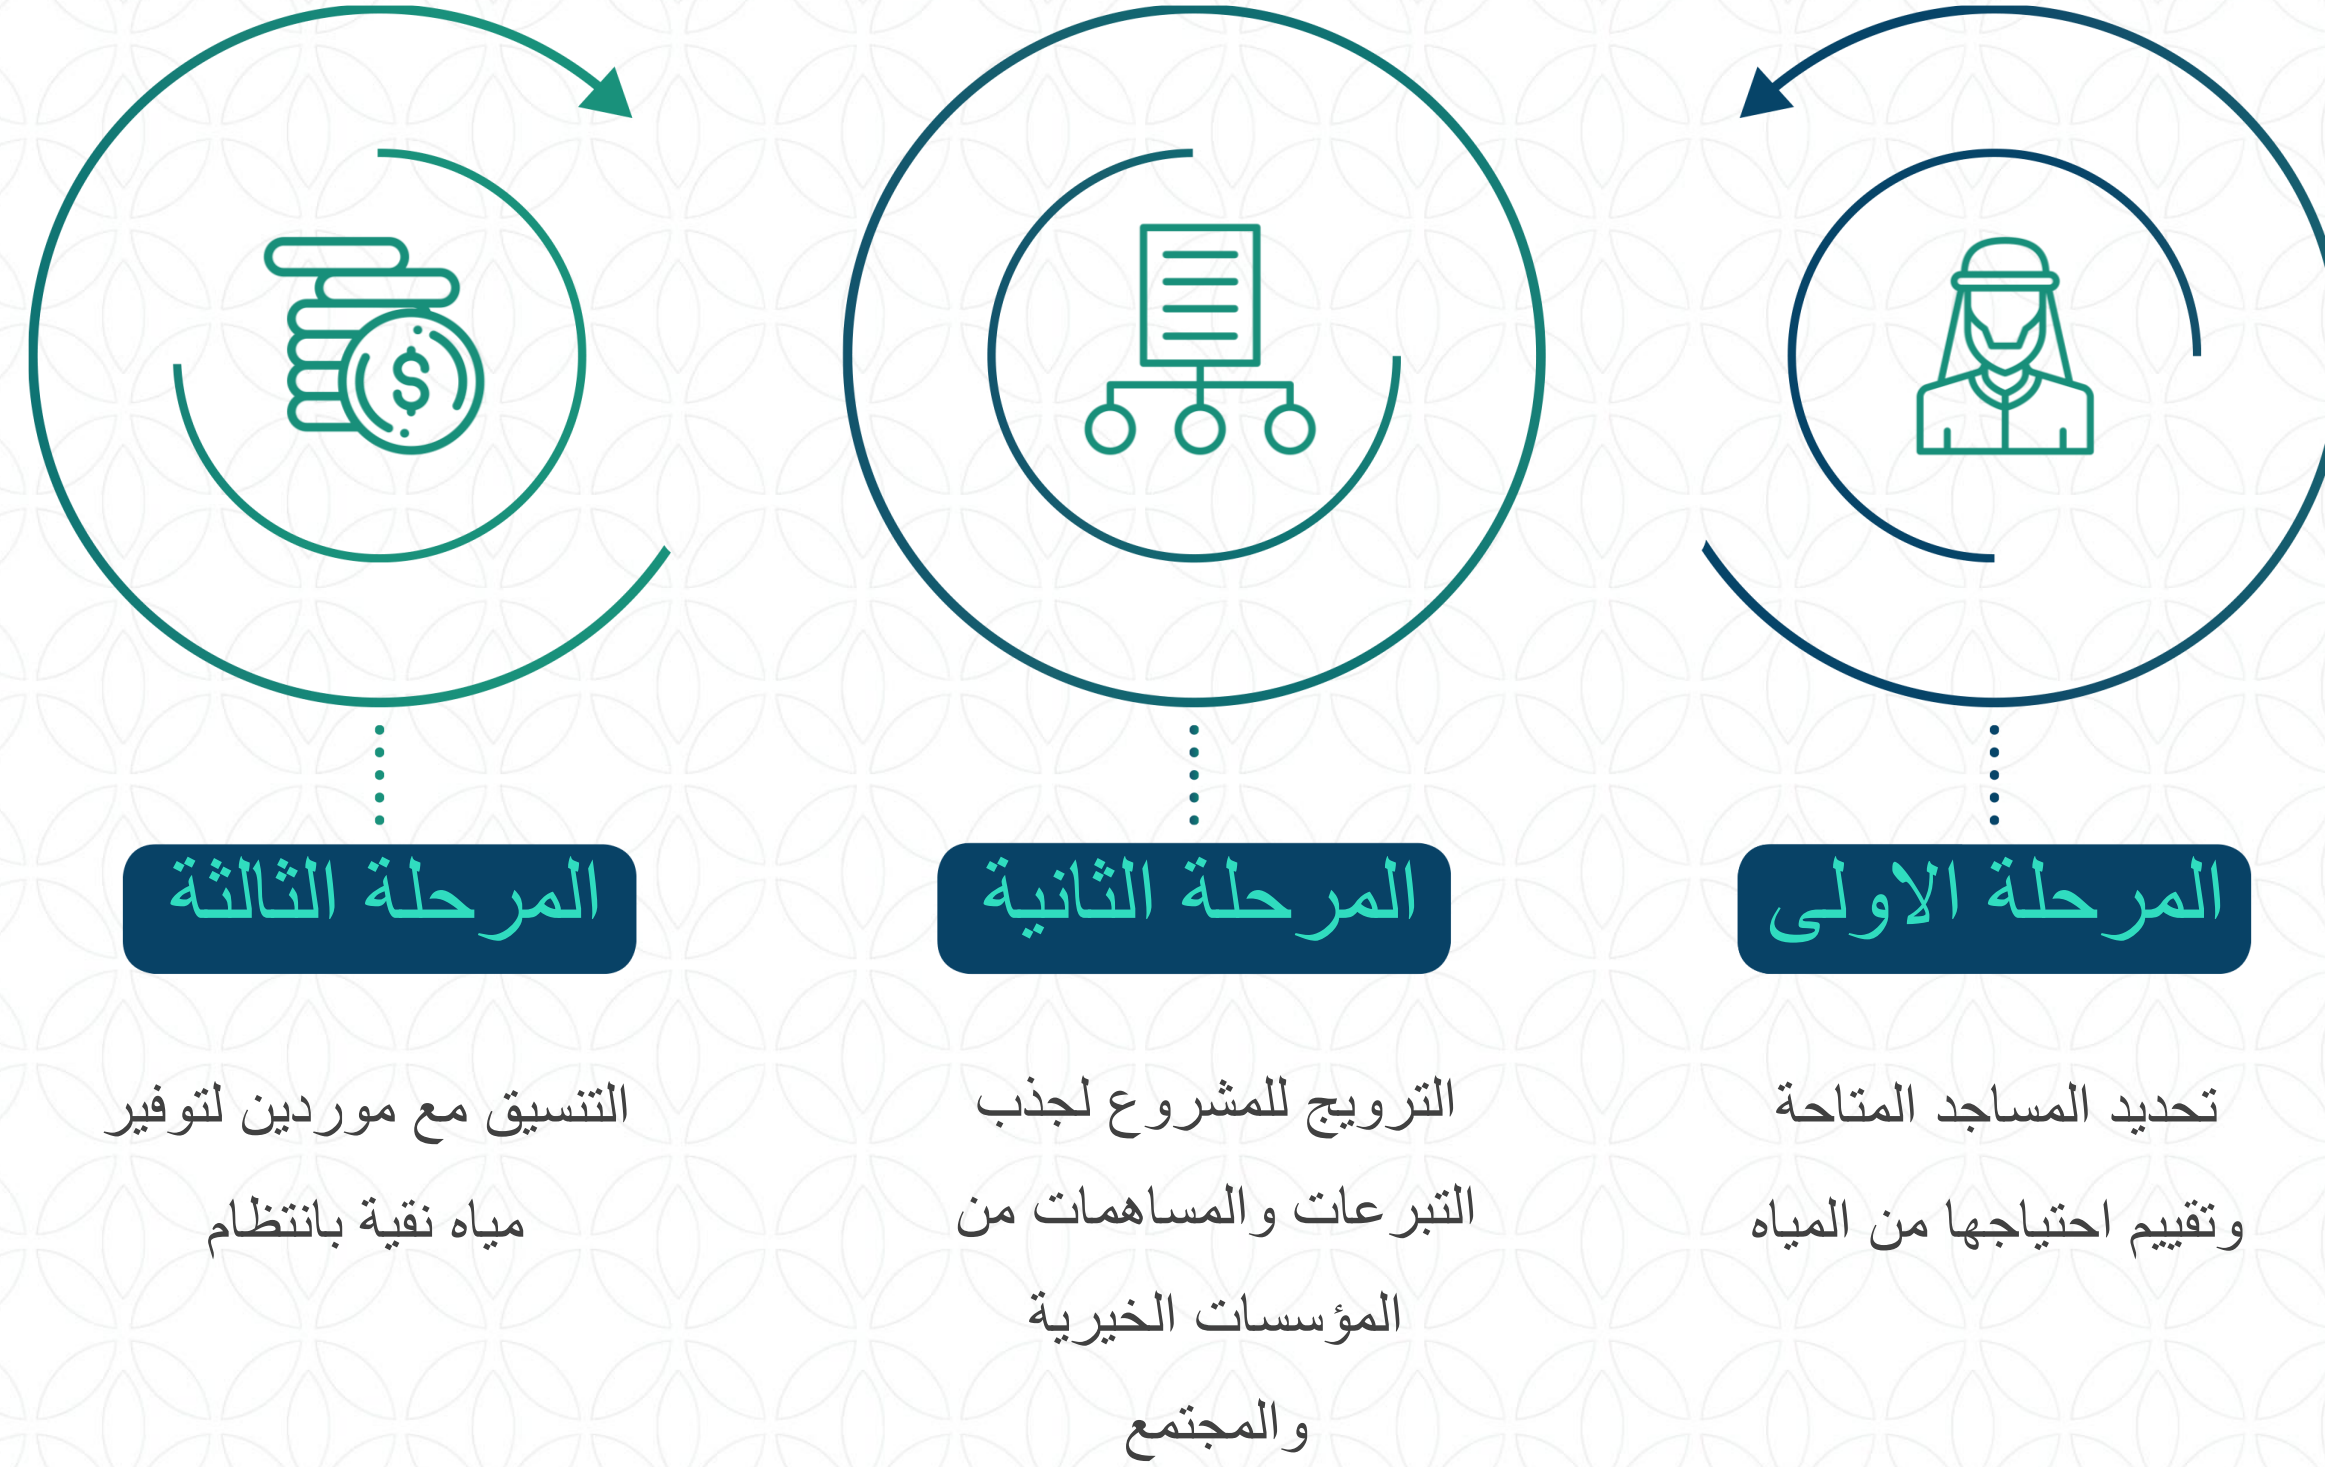 المرحلة الاولى
تحديد المساجد المتاحة
وتقييم احتياجها من المياه
المرحلة الثانية
الترويج للمشروع لجذب
التبرعات والمساهمات من
المؤسسات الخيرية
والمجتمع
المرحلة الثالثة
التنسيق مع موردين لتوفير
مياه نقية بانتظام